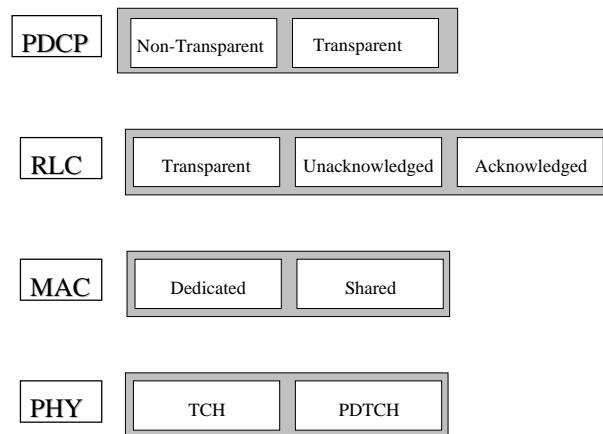 PDCP
Non-Transparent
Transparent
RLC
Transparent
Unacknowledged
Acknowledged
MAC
Dedicated
Shared
PHY
TCH
PDTCH